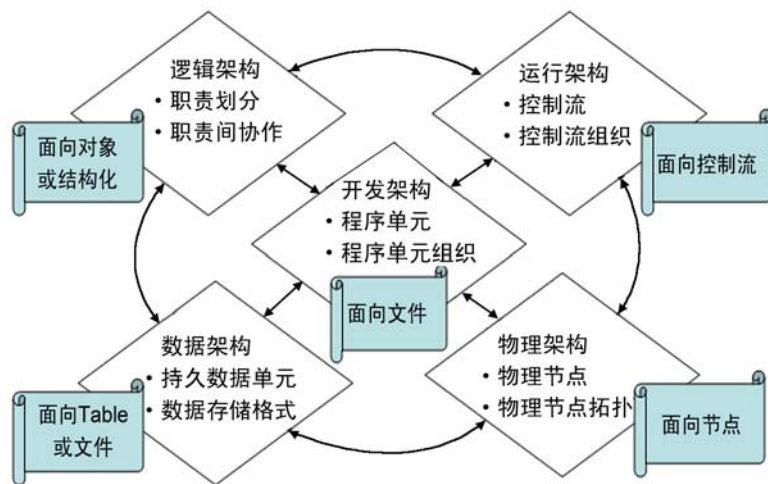 逻辑架构
• 职责划分
• 职责间协作
面向对象
或结构化
运行架构
• 控制流
• 控制流组织
面向控制流
开发架构
• 程序单元
• 程序单元组织
面向文件
数据架构
• 持久数据单元
• 数据存储格式
面向Table
或文件
物理架构
• 物理节点
• 物理节点拓扑
面向节点